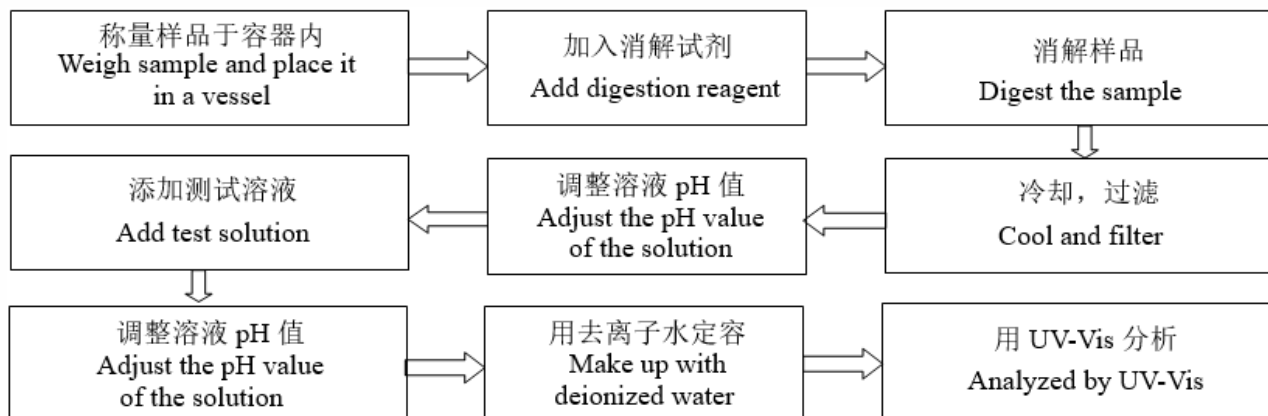 称量样品于容器内
Weigh sample and place it
in a vessel
加入消解试剂
Add digestion reagent
消解样品
Digest the sample
冷却，过滤
Cool and filter
调整溶液 pH 值
Adjust the pH value
of the solution
添加测试溶液
Add test solution
调整溶液 pH 值
Adjust the pH value
of the solution
用去离子水定容
Make up with
deionized water
用 UV-Vis 分析
Analyzed by UV-Vis